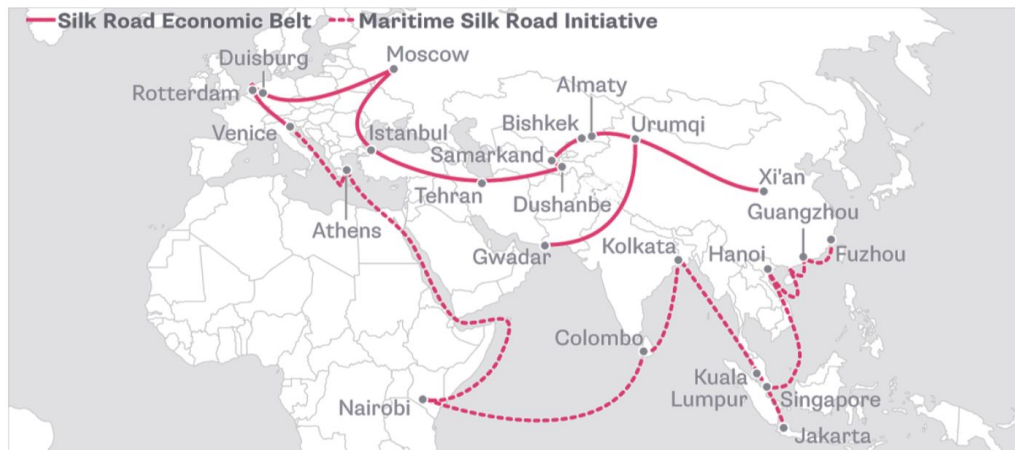 Silk Road Economic Belt Maritime Silk Road Initiative
Moscow
Duisburg
Rotterdam
Almaty
Venice
Istanbul
Bishkek
Urumqi
Samarkand
Xi'an
Tehran
Dushanbe
Guangzhou
Athens
Gwadar
Kolkata
Hanoi
Fuzhou
Colombo
Kuala
Lumpur
Singapore
Nairobi
Jakarta